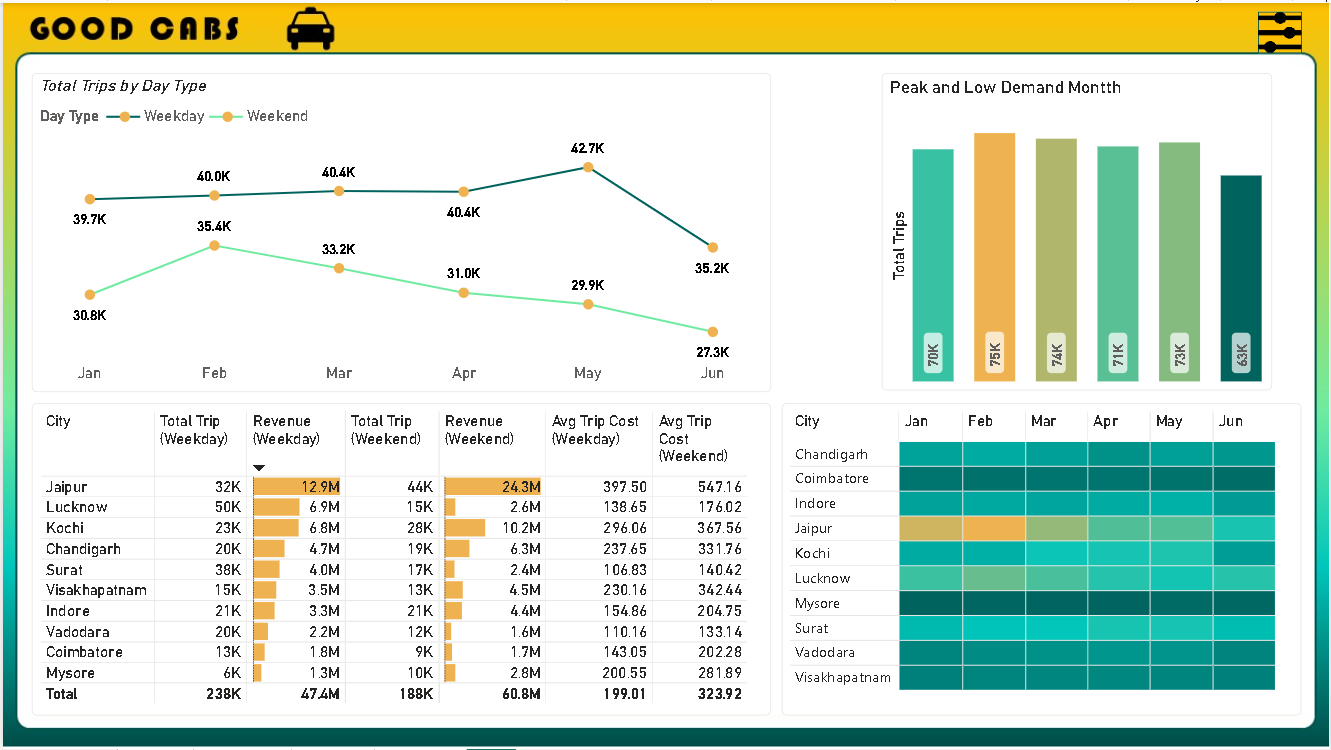 GOOD CABS
Total Trips by Day Type
Day Type Weekday Weekend
42.7K
40.0K 40.4K
39.7K 40.4K
35.4K
33.2K
35.2K
31.0K
29.9K
30.8K
27.3K
Jan Feb Mar Apr May Jun
Peak and Low Demand Montth
Total Trips
70K 75K 74K 71K 73K 63K
City Total Trip (Weekday) Revenue (Weekday) Total Trip (Weekend) Revenue (Weekend) Avg Trip Cost (Weekday) Avg Trip Cost (Weekend)
Jaipur 32K 12.9M 44K 24.3M 397.50 547.16
Lucknow 50K 6.9M 15K 2.6M 138.65 176.02
Kochi 23K 6.8M 28K 10.2M 296.06 367.56
Chandigarh 20K 4.7M 19K 6.3M 237.65 331.76
Surat 38K 4.0M 17K 2.4M 106.83 140.42
Visakhapatnam 15K 3.5M 13K 4.5M 230.16 342.44
Indore 21K 3.3M 21K 4.4M 154.86 204.75
Vadodara 20K 2.2M 12K 1.6M 110.16 133.14
Coimbatore 13K 1.8M 9K 1.7M 143.05 202.28
Mysore 6K 1.3M 10K 2.8M 200.55 281.89
Total 238K 47.4M 188K 60.8M 199.01 323.92
City Jan Feb Mar Apr May Jun
Chandigarh
Coimbatore
Indore
Jaipur
Kochi
Lucknow
Mysore
Surat
Vadodara
Visakhapatnam